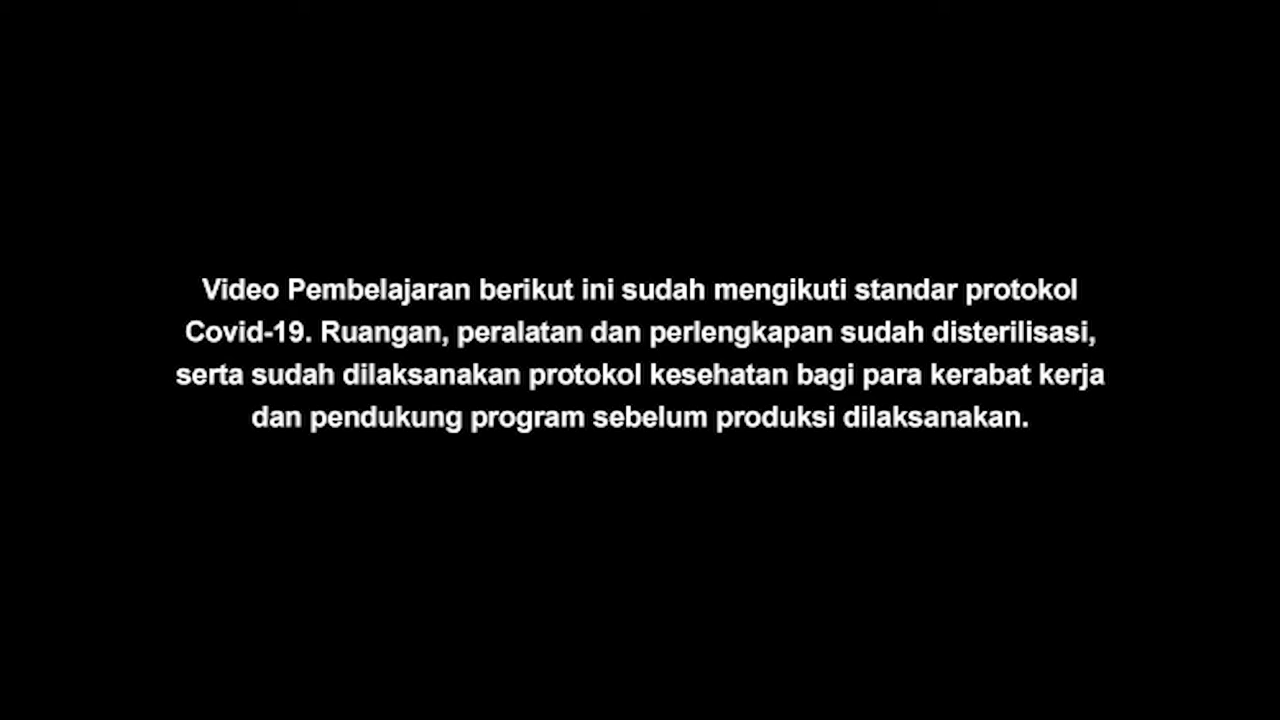 Video Pembelajaran berikut ini sudah mengikuti standar protokol
Covid-19. Ruangan, peralatan dan perlengkapan sudah disterilisasi,
serta sudah dilaksanakan protokol kesehatan bagi para kerabat kerja
dan pendukung program sebelum produksi dilaksanakan.